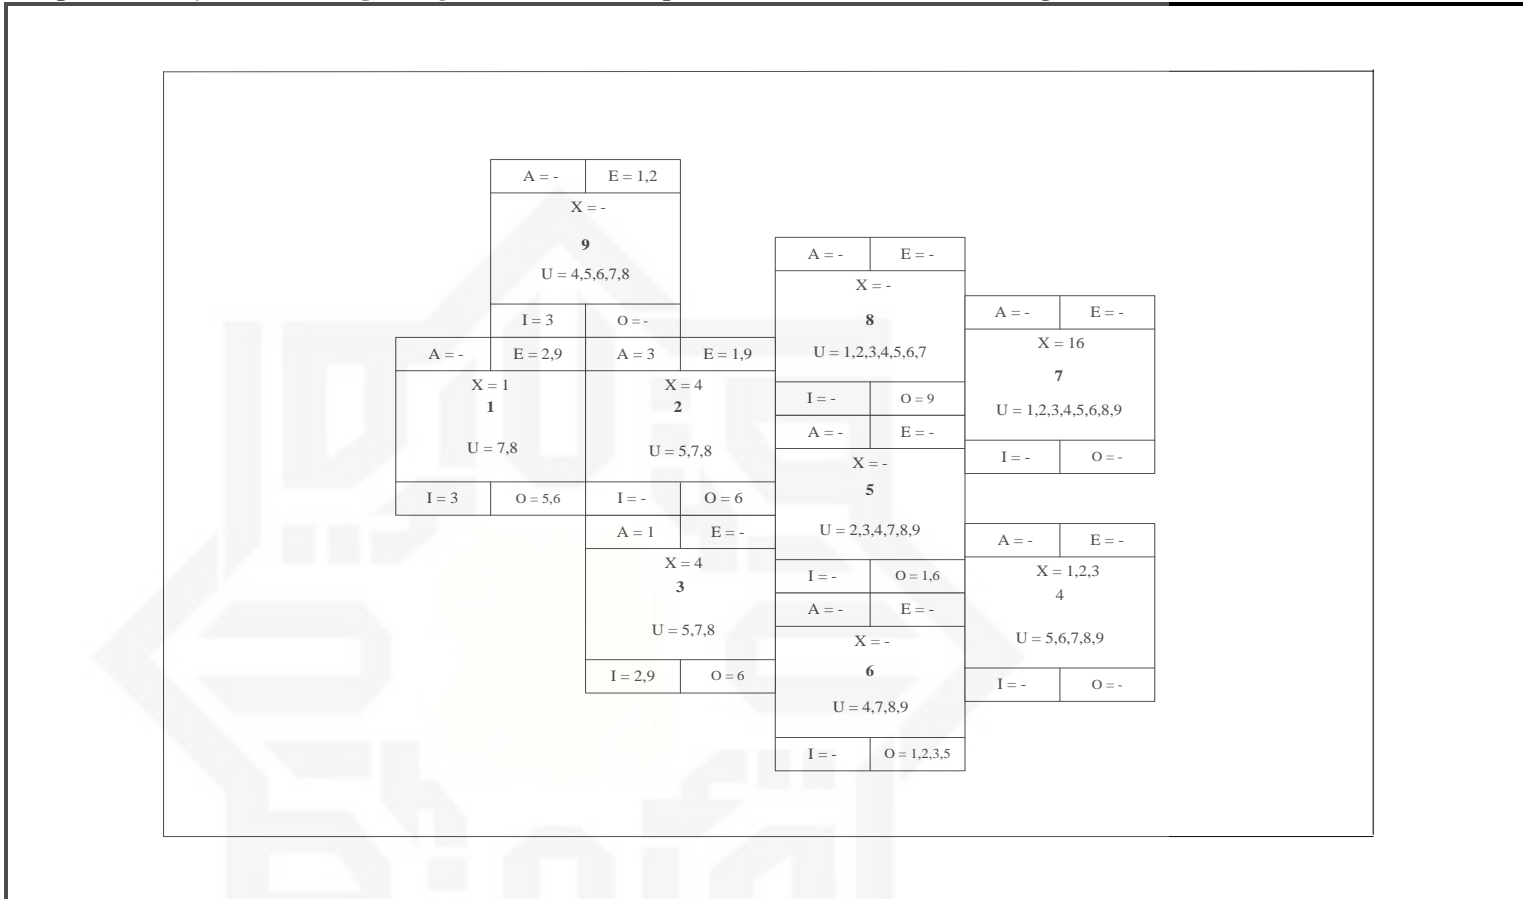 A = - E = 1,2
X = -
9
U = 4,5,6,7,8
I = 3 O = -
A = - E = -
X = -
8
U = 1,2,3,4,5,6,7
I = - O = 9
A = - E = -
X = 16
7
U = 1,2,3,4,5,6,8,9
I = - O = -
A = - E = 2,9
X = 1
1
U = 7,8
I = 3 O = 5,6
A = 3 E = 1,9
X = 4
2
U = 5,7,8
I = - O = 6
A = - E = -
X = -
5
U = 2,3,4,7,8,9
I = - O = 1,6
A = 1 E = -
X = 4
3
U = 5,7,8
I = 2,9 O = 6
A = - E = -
X = 1,2,3
4
U = 5,6,7,8,9
I = - O = -
A = - E = -
X = -
6
U = 4,7,8,9
I = - O = 1,2,3,5